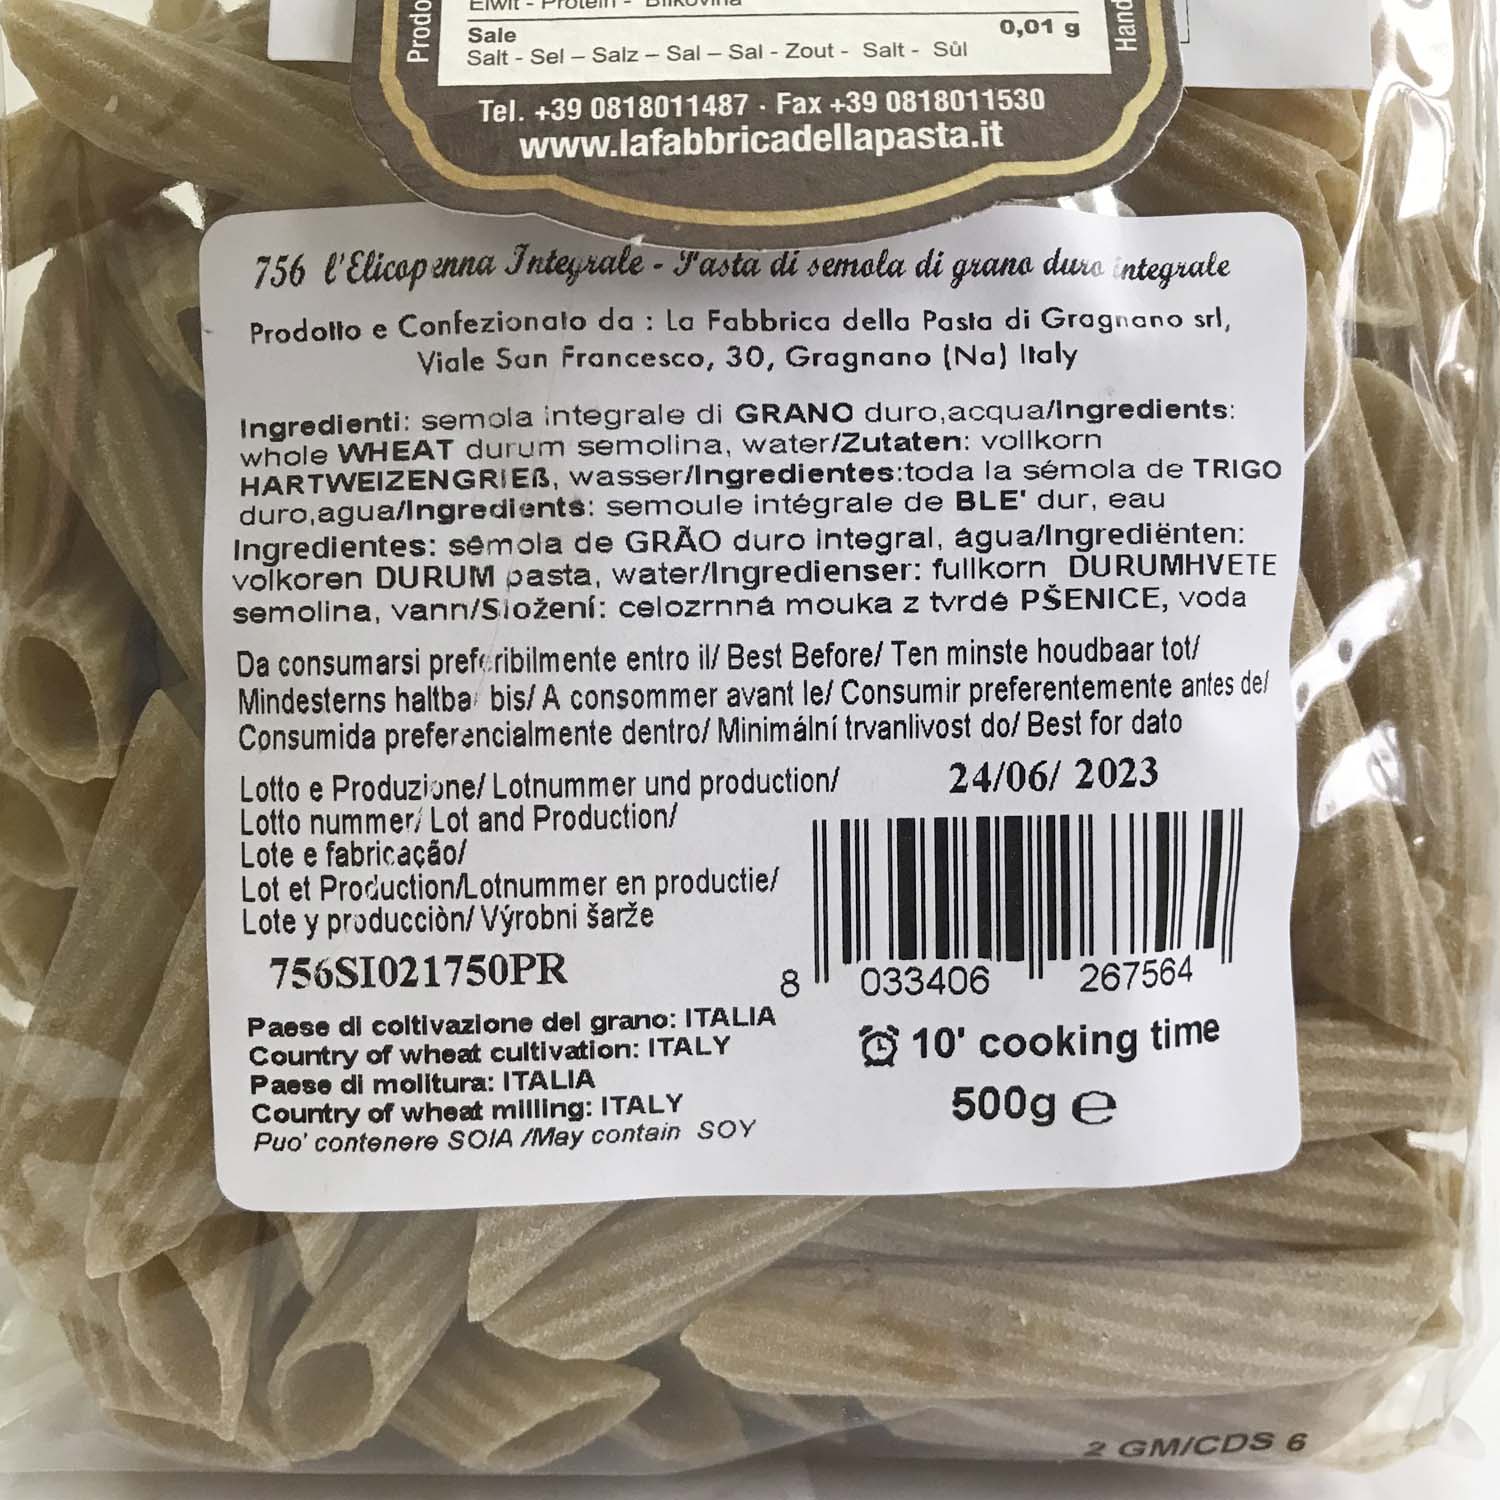 Prodo
Hand
Eiwit - Protein - Bílkovina
Sale 0,01 g
Salt - Sel – Salz – Sal – Sal - Zout - Salt - Sůl
Tel. +39 0818011487 · Fax +39 0818011530
www.lafabbricadellapasta.it
756 l'Elicopenna Integrale - Pasta di semola di grano duro integrale
Prodotto e Confezionato da : La Fabbrica della Pasta di Gragnano srl,
Viale San Francesco, 30, Gragnano (Na) Italy
Ingredienti: semola integrale di GRANO duro,acqua/Ingredients:
whole WHEAT durum semolina, water/Zutaten: vollkorn
HARTWEIZENGRIEß, wasser/Ingredientes:toda la sémola de TRIGO
duro,agua/Ingredients: semoule intégrale de BLE' dur, eau
Ingredientes: sêmola de GRÃO duro integral, água/Ingrediënten:
volkoren DURUM pasta, water/Ingredienser: fullkorn DURUMHVETE
semolina, vann/Složení: celozrnná mouka z tvrdé PŠENICE, voda
Da consumarsi preferibilmente entro il/ Best Before/ Ten minste houdbaar tot/
Mindesterns haltbar bis/ A consommer avant le/ Consumir preferentemente antes del
Consumida preferencialmente dentro/ Minimální trvanlivost do/ Best for dato
Lotto e Produzione/ Lotnummer und production/ 24/06/ 2023
Lotto nummer/ Lot and Production/
Lote e fabricação/
Lot et Production/Lotnummer en productie/
Lote y producciòn/ Výrobni šarže
756SI021750PR
8 033406 267564
Paese di coltivazione del grano: ITALIA
Country of wheat cultivation: ITALY
Paese di molitura: ITALIA
Country of wheat milling: ITALY
Puo' contenere SOIA /May contain SOY
10' cooking time
500g ℮
2 GM/CDS 6